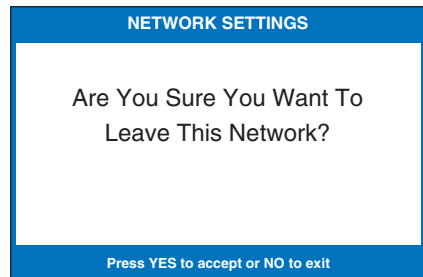 NETWORK SETTINGS
Are You Sure You Want To
Leave This Network?
Press YES to accept or NO to exit